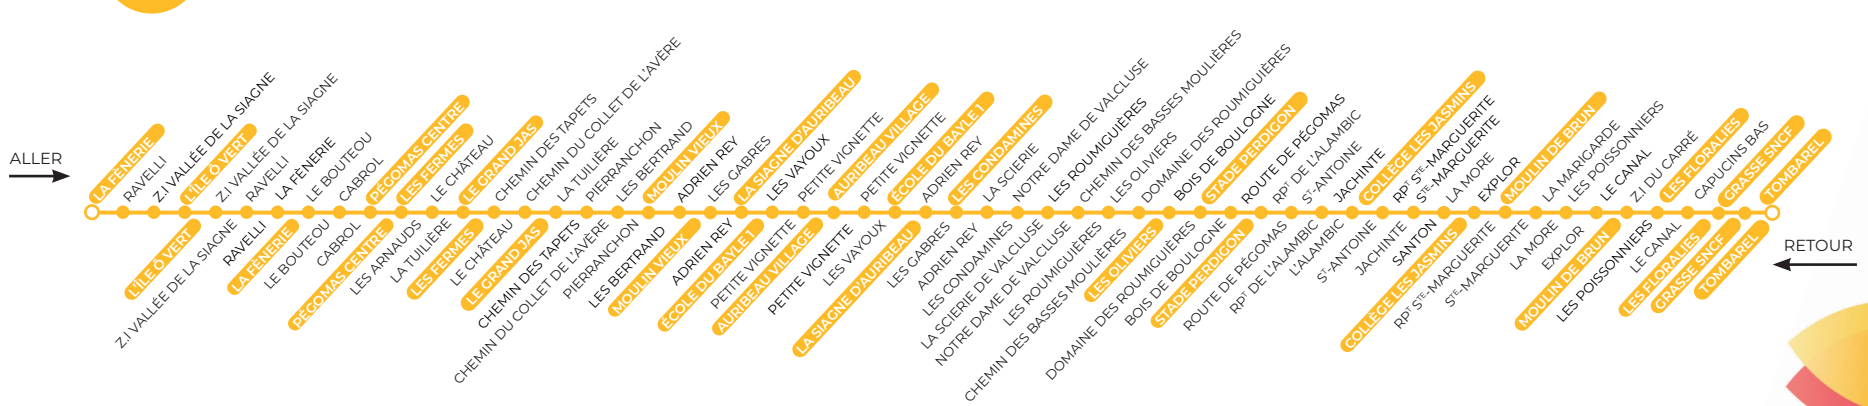 ALLER
LA FÈNERIE
RAVELLI
Z.I VALLÉE DE LA SIAGNE
L'ÎLE Ô VERT
Z.I VALLÉE DE LA SIAGNE
RAVELLI
LA FÈNERIE
LE BOUTEOU
CABROL
PÉGOMAS CENTRE
LES FERMES
LE CHÂTEAU
LE GRAND JAS
CHEMIN DES TAPETS
CHEMIN DU COLLET DE L'AVÈRE
LA TUILIÈRE
PIERRANCHON
LES BERTRAND
MOULIN VIEUX
ADRIEN REY
LES GABRES
LA SIAGNE D'AURIBEAU
LES VAYOUX
PETITE VIGNETTE
AURIBEAU VILLAGE
PETITE VIGNETTE
ÉCOLE DU BAYLE 1
ADRIEN REY
LES CONDAMINES
LA SCIERIE
NOTRE DAME DE VALCLUSE
LES ROUMIGUIÈRES
CHEMIN DES BASSES MOULIÈRES
LES OLIVIERS
DOMAINE DES ROUMIGUIÈRES
BOIS DE BOULOGNE
STADE PERDIGON
ROUTE DE PÉGOMAS
RPT DE L'ALAMBIC
ST-ANTOINE
JACHINTE
COLLÈGE LES JASMINS
RPT STE-MARGUERITE
STE-MARGUERITE
LA MORE
EXPLOR
MOULIN DE BRUN
LA MARIGARDE
LES POISSONNIERS
LE CANAL
Z.I DU CARRÉ
LES FLORALIES
CAPUCINS BAS
GRASSE SNCF
TOMBAREL
L'ÎLE Ô VERT
Z.I VALLÉE DE LA SIAGNE
RAVELLI
LA FÈNERIE
LE BOUTEOU
CABROL
PÉGOMAS CENTRE
LES ARNAUDS
LA TUILIÈRE
LES FERMES
LE CHÂTEAU
LE GRAND JAS
CHEMIN DES TAPETS
CHEMIN DU COLLET DE L'AVÈRE
PIERRANCHON
LES BERTRAND
MOULIN VIEUX
ADRIEN REY
ÉCOLE DU BAYLE 1
PETITE VIGNETTE
AURIBEAU VILLAGE
PETITE VIGNETTE
LES VAYOUX
LA SIAGNE D'AURIBEAU
LES GABRES
ADRIEN REY
LES CONDAMINES
LA SCIERIE DE VALCLUSE
NOTRE DAME DE VALCLUSE
LES ROUMIGUIÈRES
CHEMIN DES BASSES MOULIÈRES
LES OLIVIERS
DOMAINE DES ROUMIGUIÈRES
BOIS DE BOULOGNE
STADE PERDIGON
ROUTE DE PÉGOMAS
RPT DE L'ALAMBIC
L'ALAMBIC
ST-ANTOINE
JACHINTE
SANTON
COLLÈGE LES JASMINS
RPT STE-MARGUERITE
STE-MARGUERITE
LA MORE
EXPLOR
MOULIN DE BRUN
LES POISSONNIERS
LE CANAL
LES FLORALIES
GRASSE SNCF
TOMBAREL
RETOUR